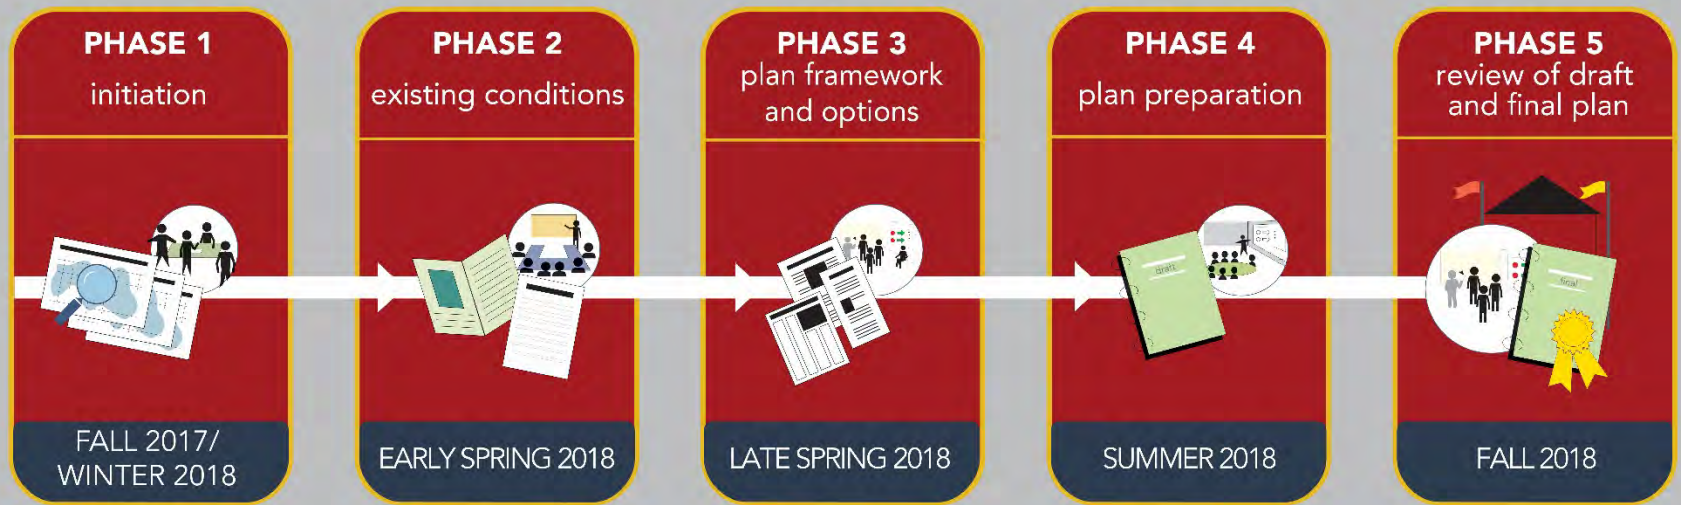 PHASE 1
initiation
FALL 2017/
WINTER 2018
PHASE 2
existing conditions
EARLY SPRING 2018
PHASE 3
plan framework
and options
LATE SPRING 2018
PHASE 4
plan preparation
draft
SUMMER 2018
PHASE 5
review of draft
and final plan
final
FALL 2018